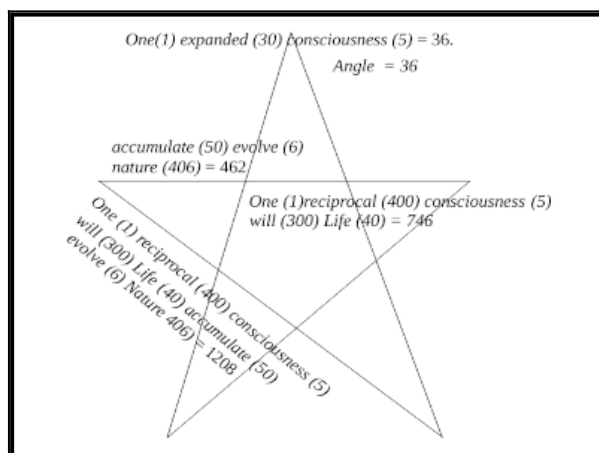 One(1) expanded (30) consciousness (5) = 36.
Angle = 36
accumulate (50) evolve (6)
nature (406) = 462
One (1)reciprocal (400) consciousness (5)
will (300) Life (40) = 746
One (1) reciprocal (400) consciousness (5)
will (300) Life (40) accumulate (50)
evolve (6) Nature 406) = 1208